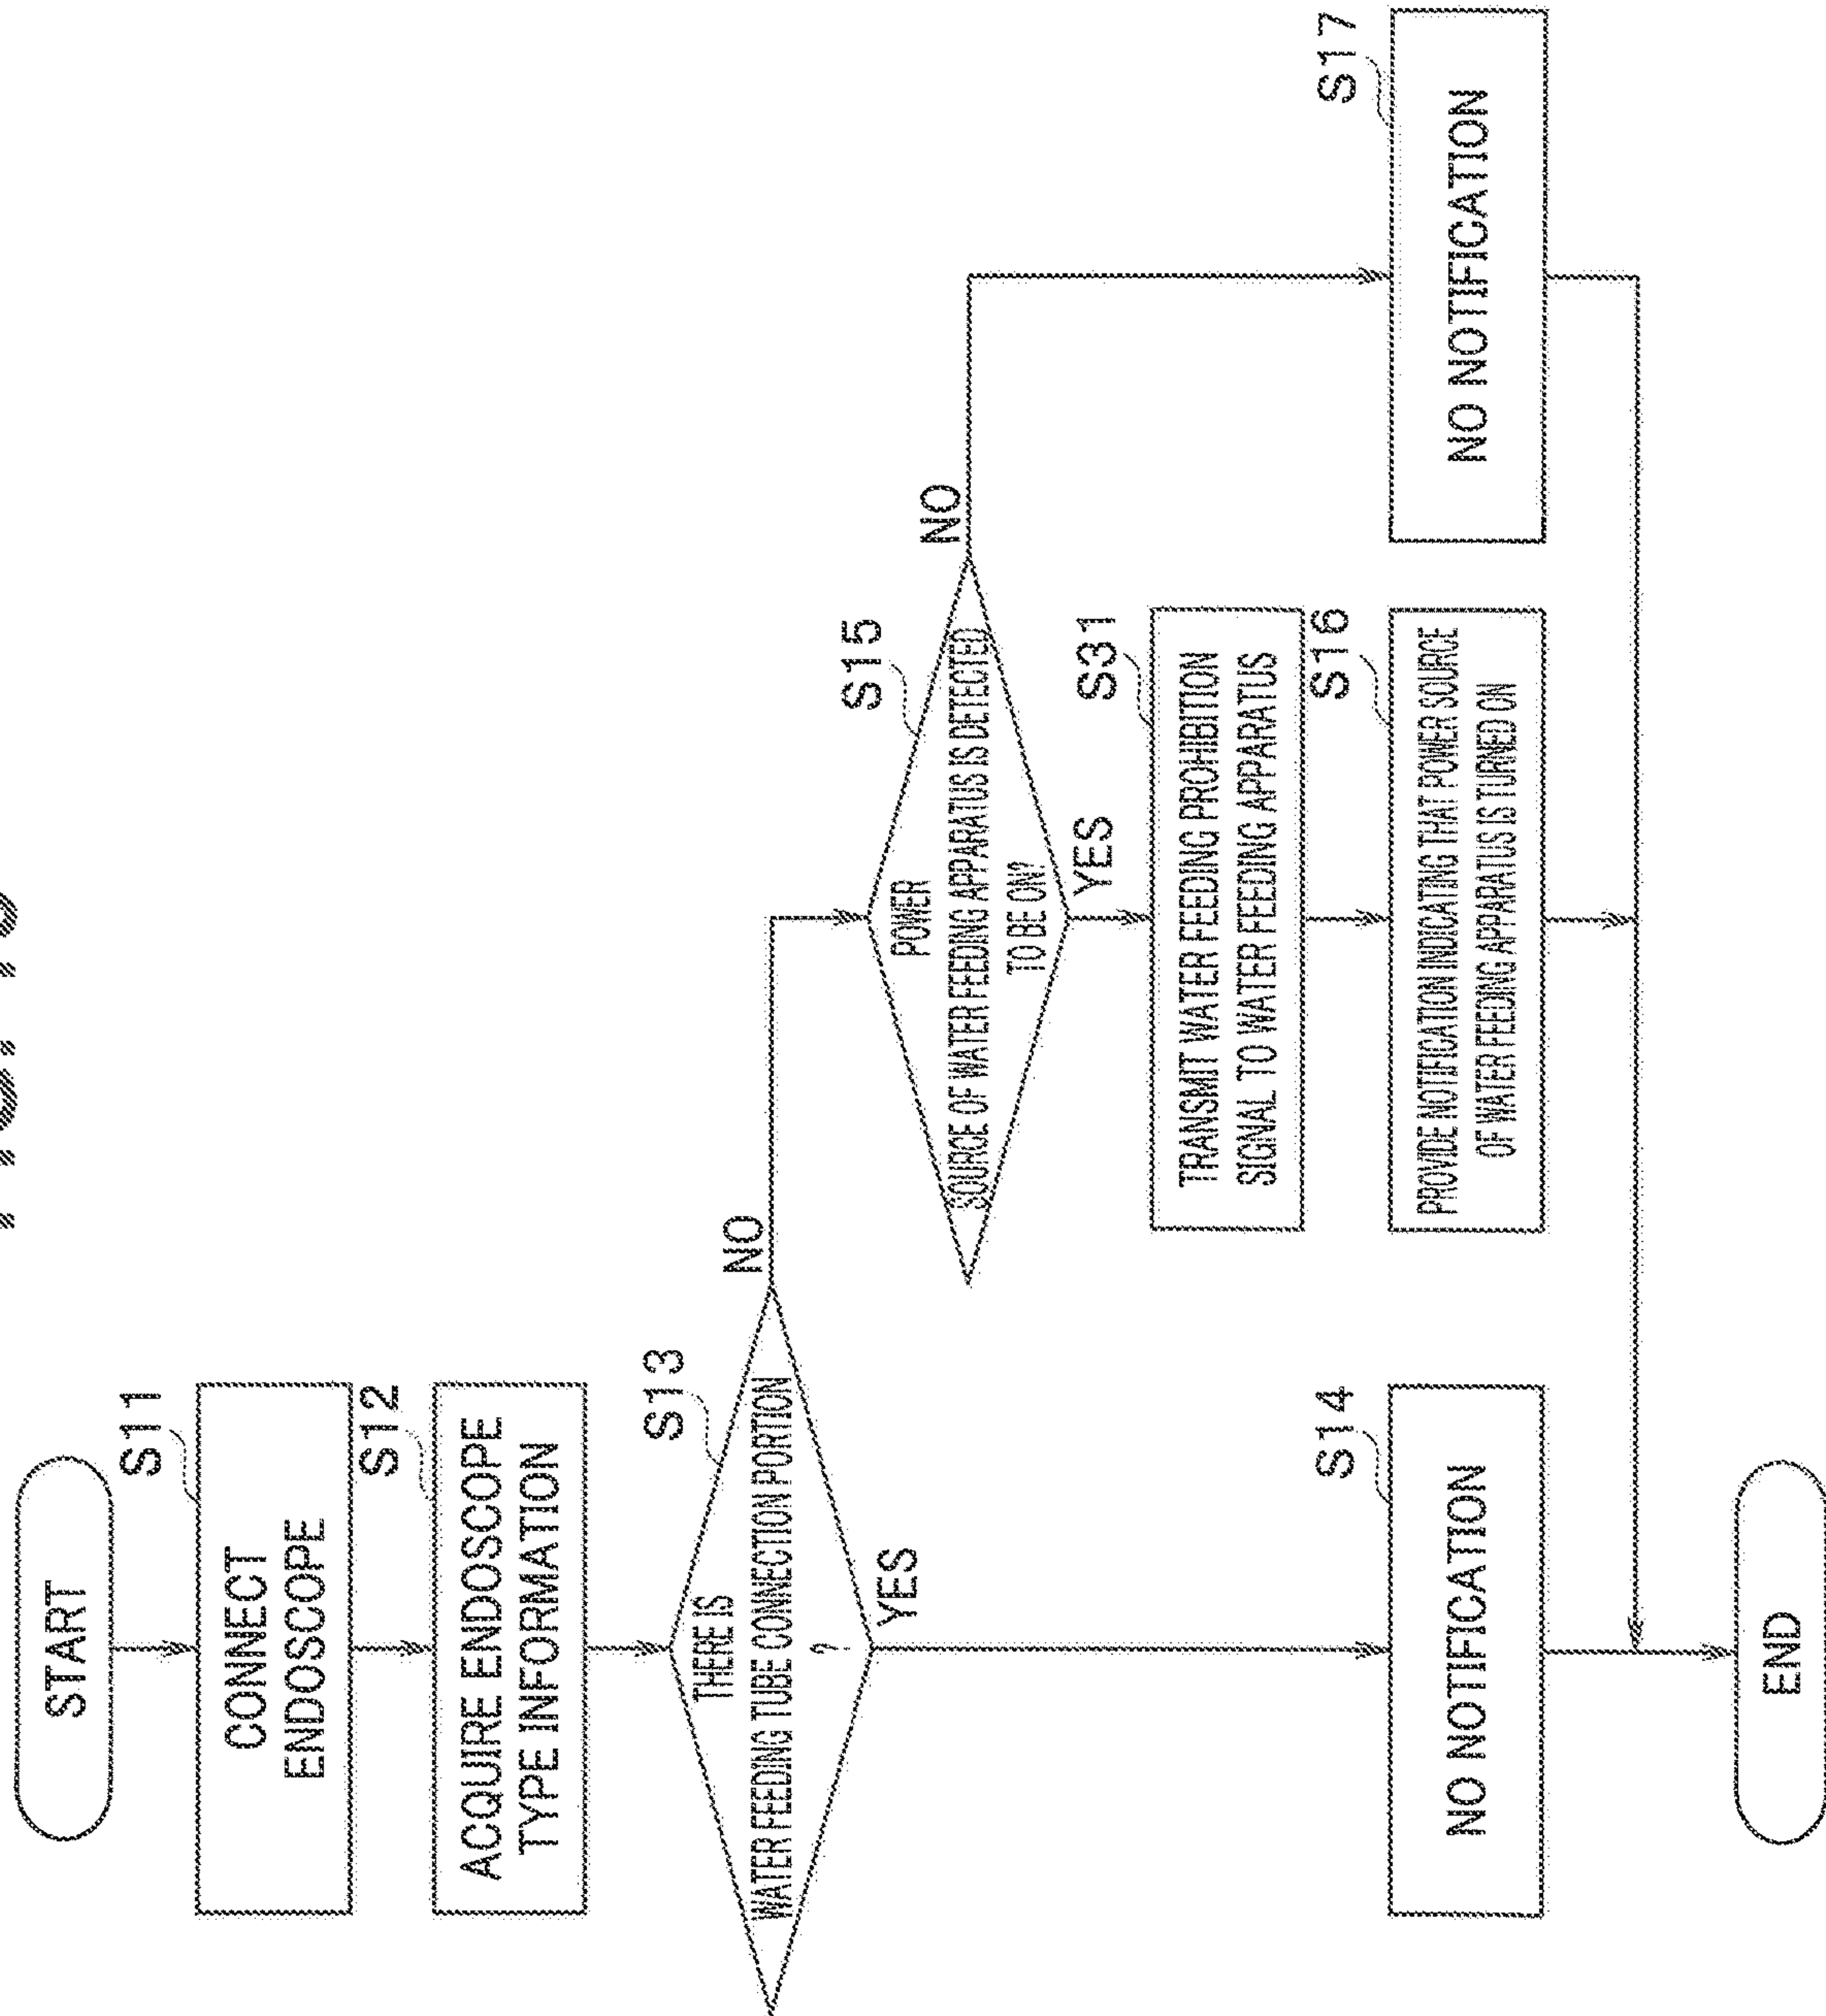 START
S11
CONNECT
ENDOSCOPE
S12
ACQUIRE ENDOSCOPE
TYPE INFORMATION
S13
THERE IS
WATER FEEDING TUBE CONNECTION PORTION
?
NO
YES
S15
POWER
SOURCE OF WATER FEEDING APPARATUS IS DETECTED
TO BE ON?
NO
YES
S31
TRANSMIT WATER FEEDING PROHIBITION
SIGNAL TO WATER FEEDING APPARATUS
S14
NO NOTIFICATION
S16
PROVIDE NOTIFICATION INDICATING THAT POWER SOURCE
OF WATER FEEDING APPARATUS IS TURNED ON
S17
NO NOTIFICATION
END